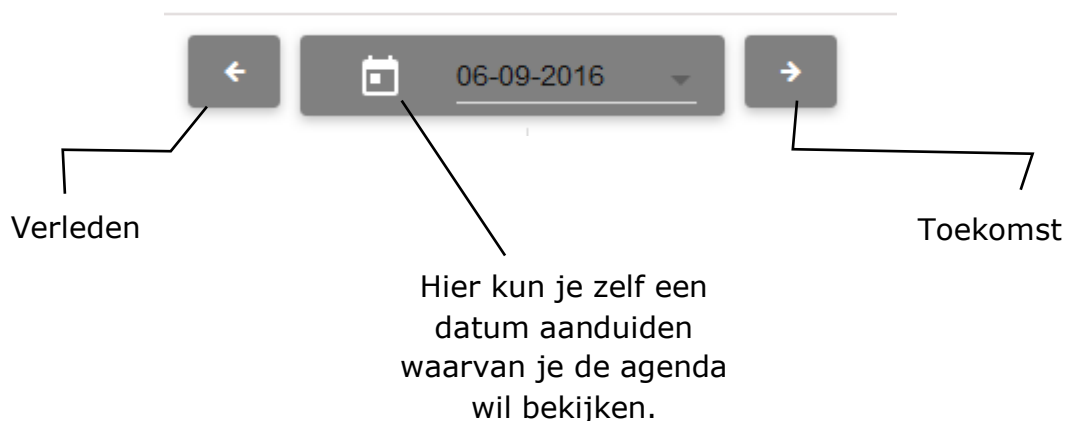 06-09-2016
Verleden
Toekomst
Hier kun je zelf een
datum aanduiden
waarvan je de agenda
wil bekijken.